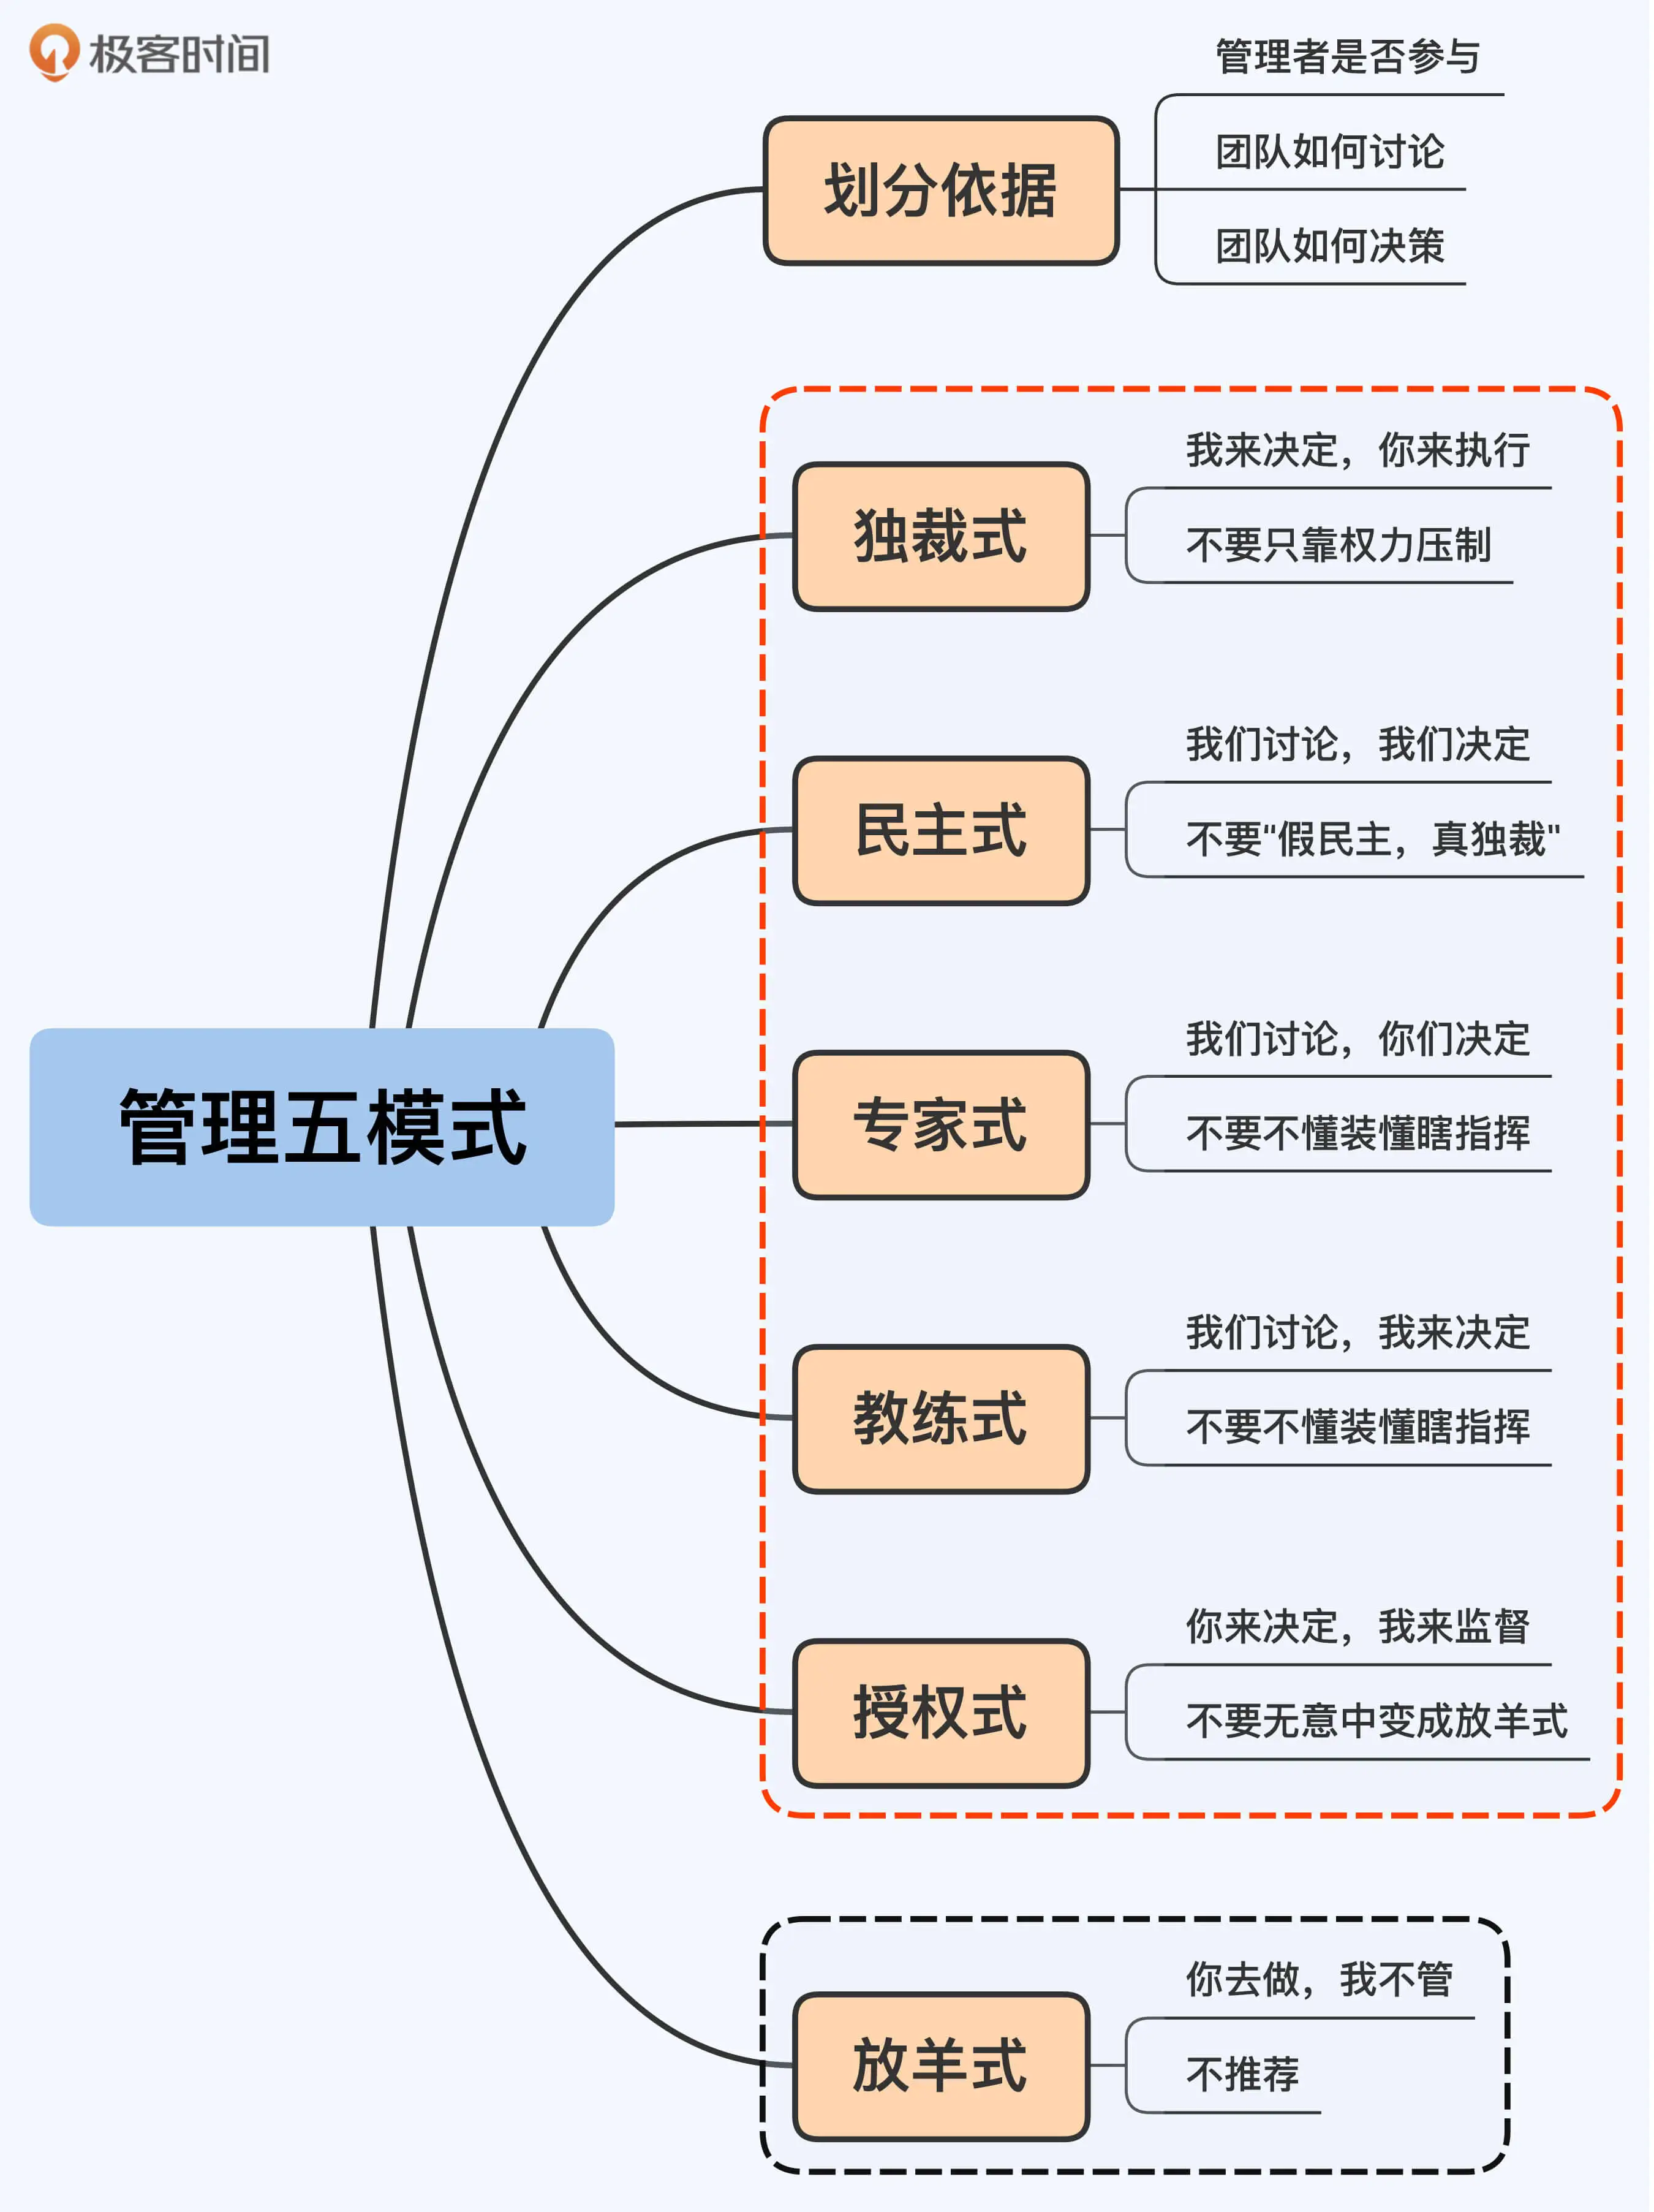 极客时间
管理者是否参与
划分依据
团队如何讨论
团队如何决策
我来决定，你来执行
独裁式
不要只靠权力压制
我们讨论，我们决定
民主式
不要"假民主，真独裁"
管理五模式
我们讨论，你们决定
专家式
不要不懂装懂瞎指挥
我们讨论，我来决定
教练式
不要不懂装懂瞎指挥
你来决定，我来监督
授权式
不要无意中变成放羊式
你去做，我不管
放羊式
不推荐